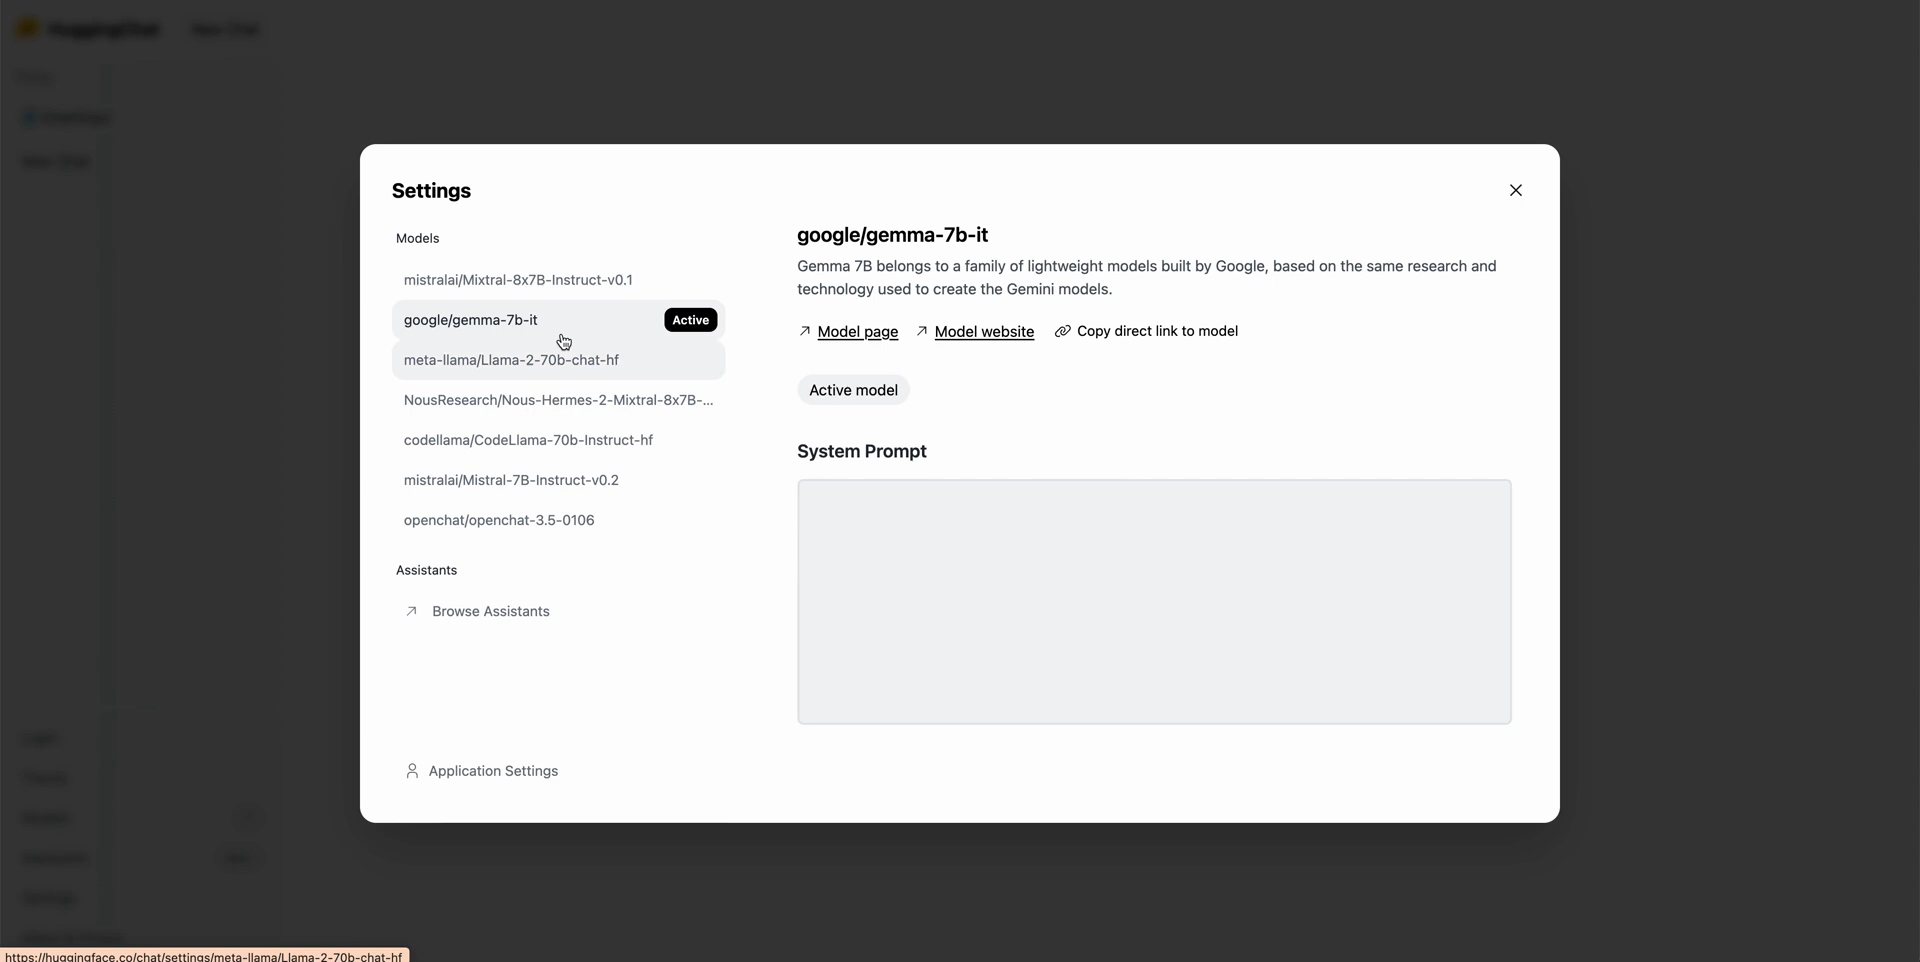 HuggingChat
New Chat
Settings
Models
mistralai/Mixtral-8x7B-Instruct-v0.1
google/gemma-7b-it
Active
meta-llama/Llama-2-70b-chat-hf
NousResearch/Nous-Hermes-2-Mixtral-8x7B-...
codellama/CodeLlama-70b-Instruct-hf
mistralai/Mistral-7B-Instruct-v0.2
openchat/openchat-3.5-0106
Assistants
Browse Assistants
Application Settings
google/gemma-7b-it
Gemma 7B belongs to a family of lightweight models built by Google, based on the same research and
technology used to create the Gemini models.
Model page Model website Copy direct link to model
Active model
System Prompt
https://huggingface.co/chat/settings/meta-llama/Llama-2-70b-chat-hf